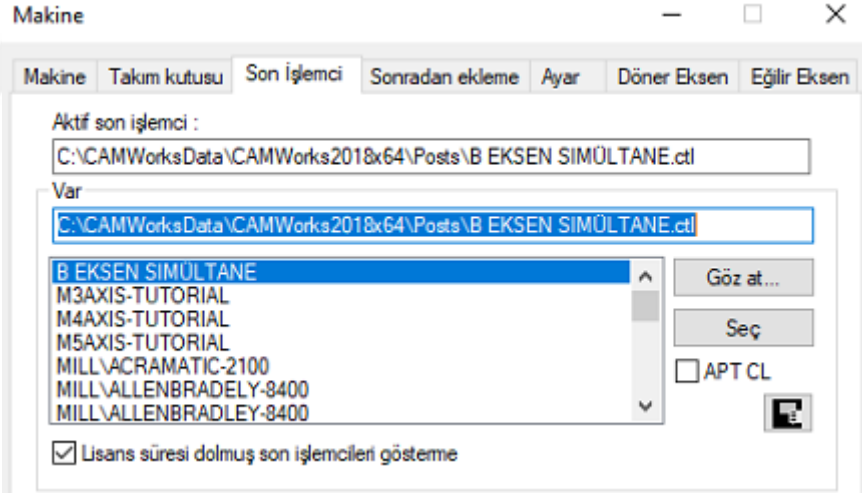 Makine
Makine Takım kutusu Son İşlemci Sonradan ekleme Ayar Döner Eksen Eğilir Eksen
Aktif son işlemci :
C:\CAMWorksData\CAMWorks2018x64\Posts\B EKSEN SIMÜLTANE.ctl
Var
C:\CAMWorksData\CAMWorks2018x64\Posts\B EKSEN SIMÜLTANE.ctl
B EKSEN SIMÜLTANE
M3AXIS-TUTORIAL
M4AXIS-TUTORIAL
M5AXIS-TUTORIAL
MILL\ACRAMATIC-2100
MILL\ALLENBRADELY-8400
MILL\ALLENBRADLEY-8400
Göz at...
Seç
APT CL
Lisans süresi dolmuş son işlemcileri gösterme